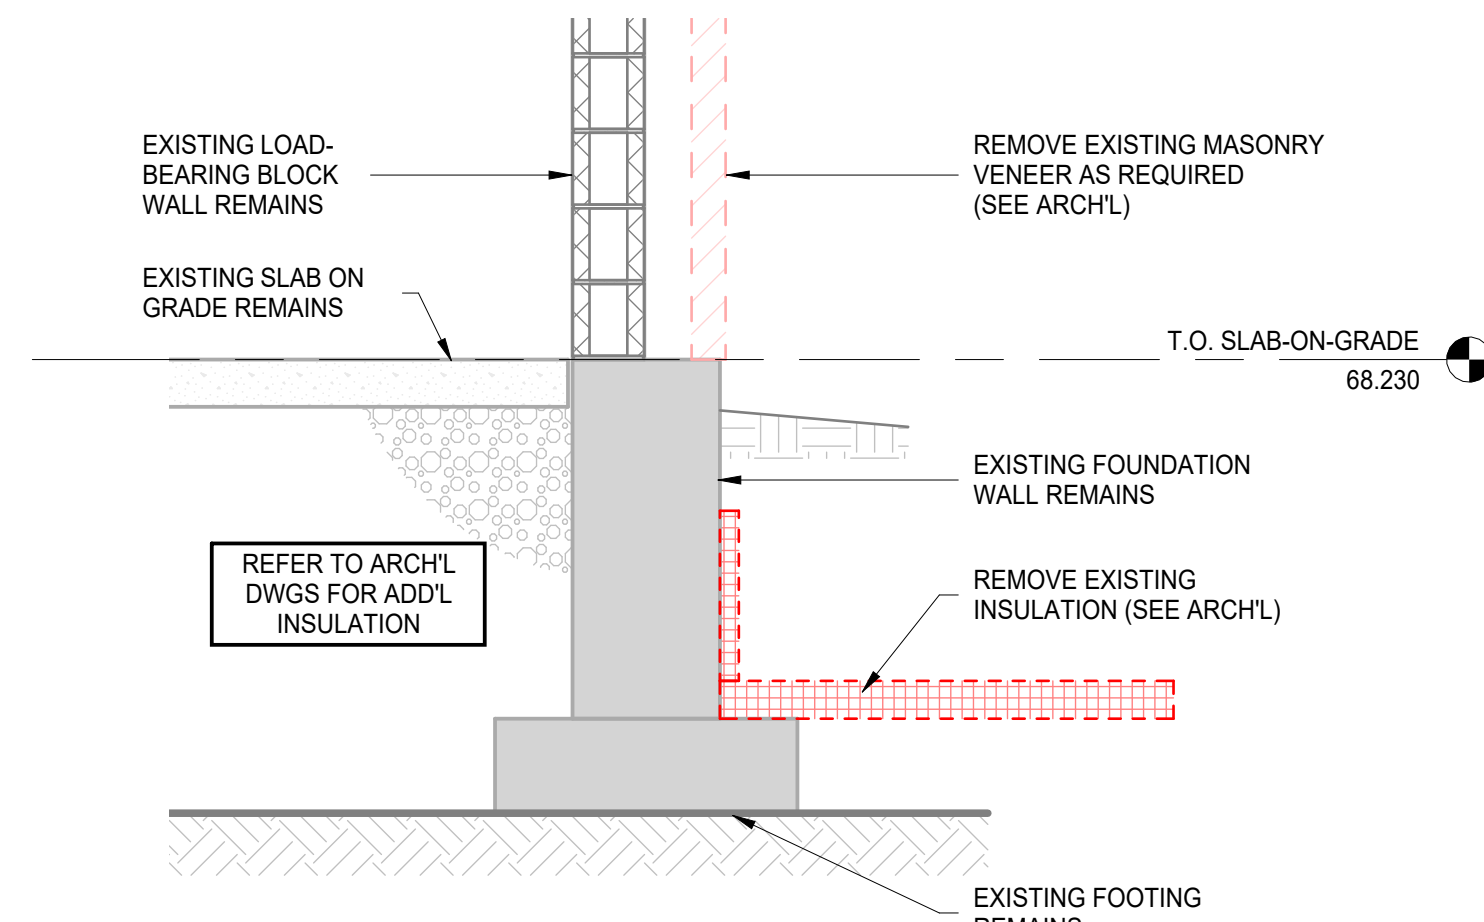 EXISTING LOAD-
BEARING BLOCK
WALL REMAINS
REMOVE EXISTING MASONRY
VENEER AS REQUIRED
(SEE ARCH'L)
EXISTING SLAB ON
GRADE REMAINS
T.O. SLAB-ON-GRADE
68.230
EXISTING FOUNDATION
WALL REMAINS
REFER TO ARCH'L
DWGS FOR ADD'L
INSULATION
REMOVE EXISTING
INSULATION (SEE ARCH'L)
EXISTING FOOTING
REMAINS